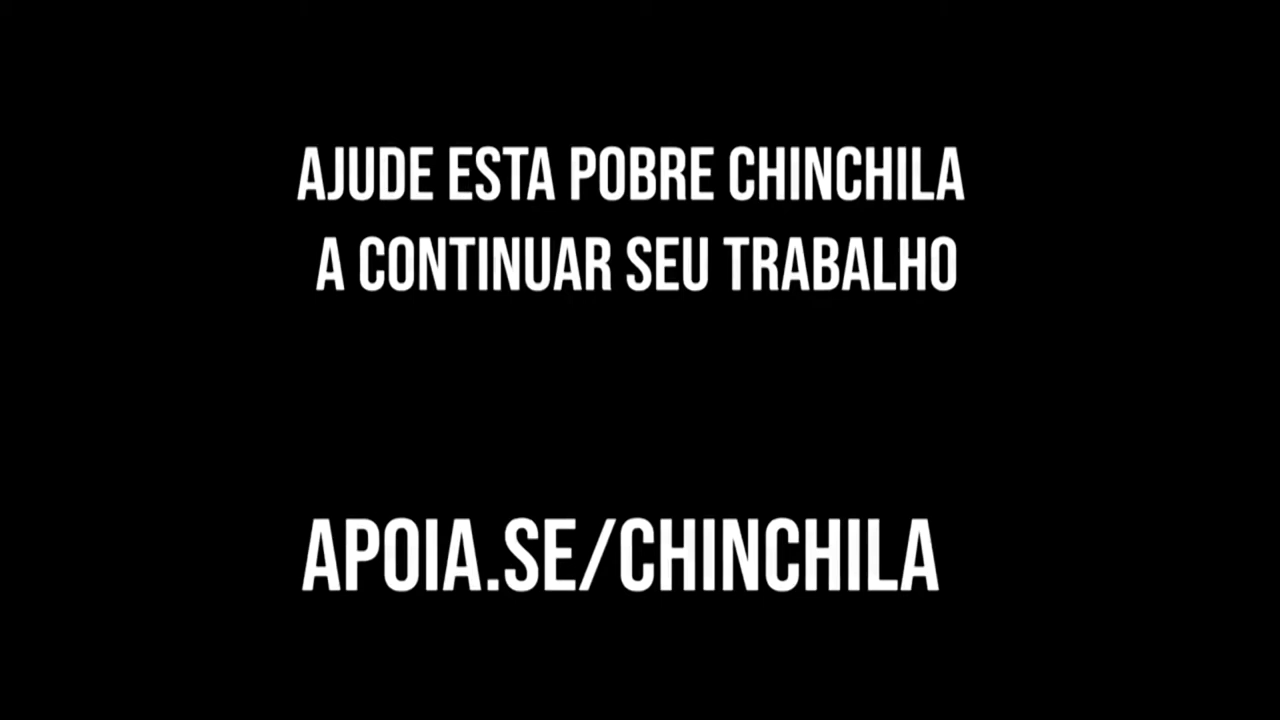 AJUDE ESTA POBRE CHINCHILA
A CONTINUAR SEU TRABALHO
APOIA.SE/CHINCHILA